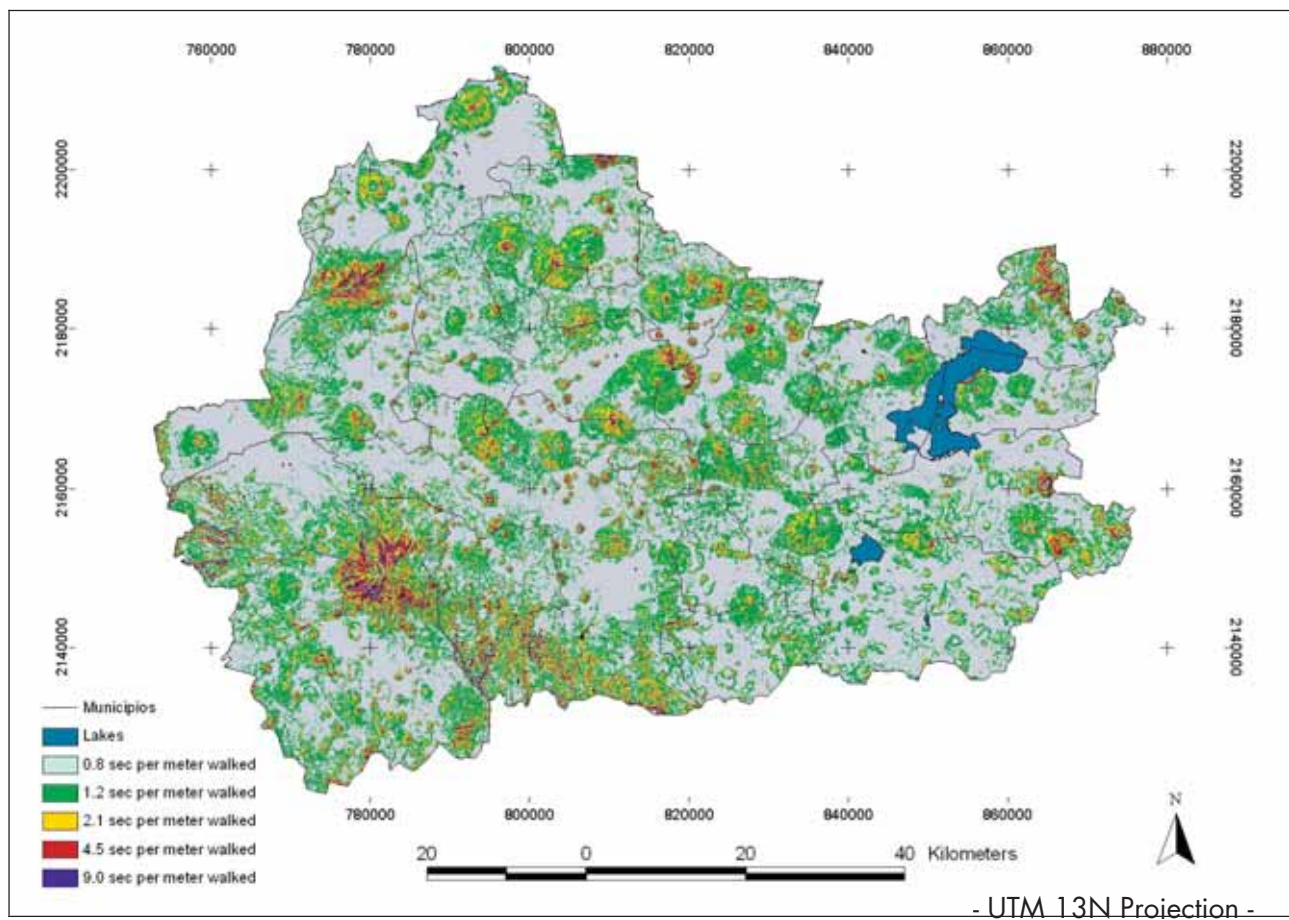 760000 780000 800000 820000 840000 860000 880000
2200000 2200000
2180000 2180000
2160000 2160000
2140000 2140000
Municipios
Lakes
0.8 sec per meter walked
1.2 sec per meter walked
2.1 sec per meter walked
4.5 sec per meter walked
9.0 sec per meter walked
780000 800000 820000 840000 860000
N
20 0 20 40 Kilometers
- UTM 13N Projection -